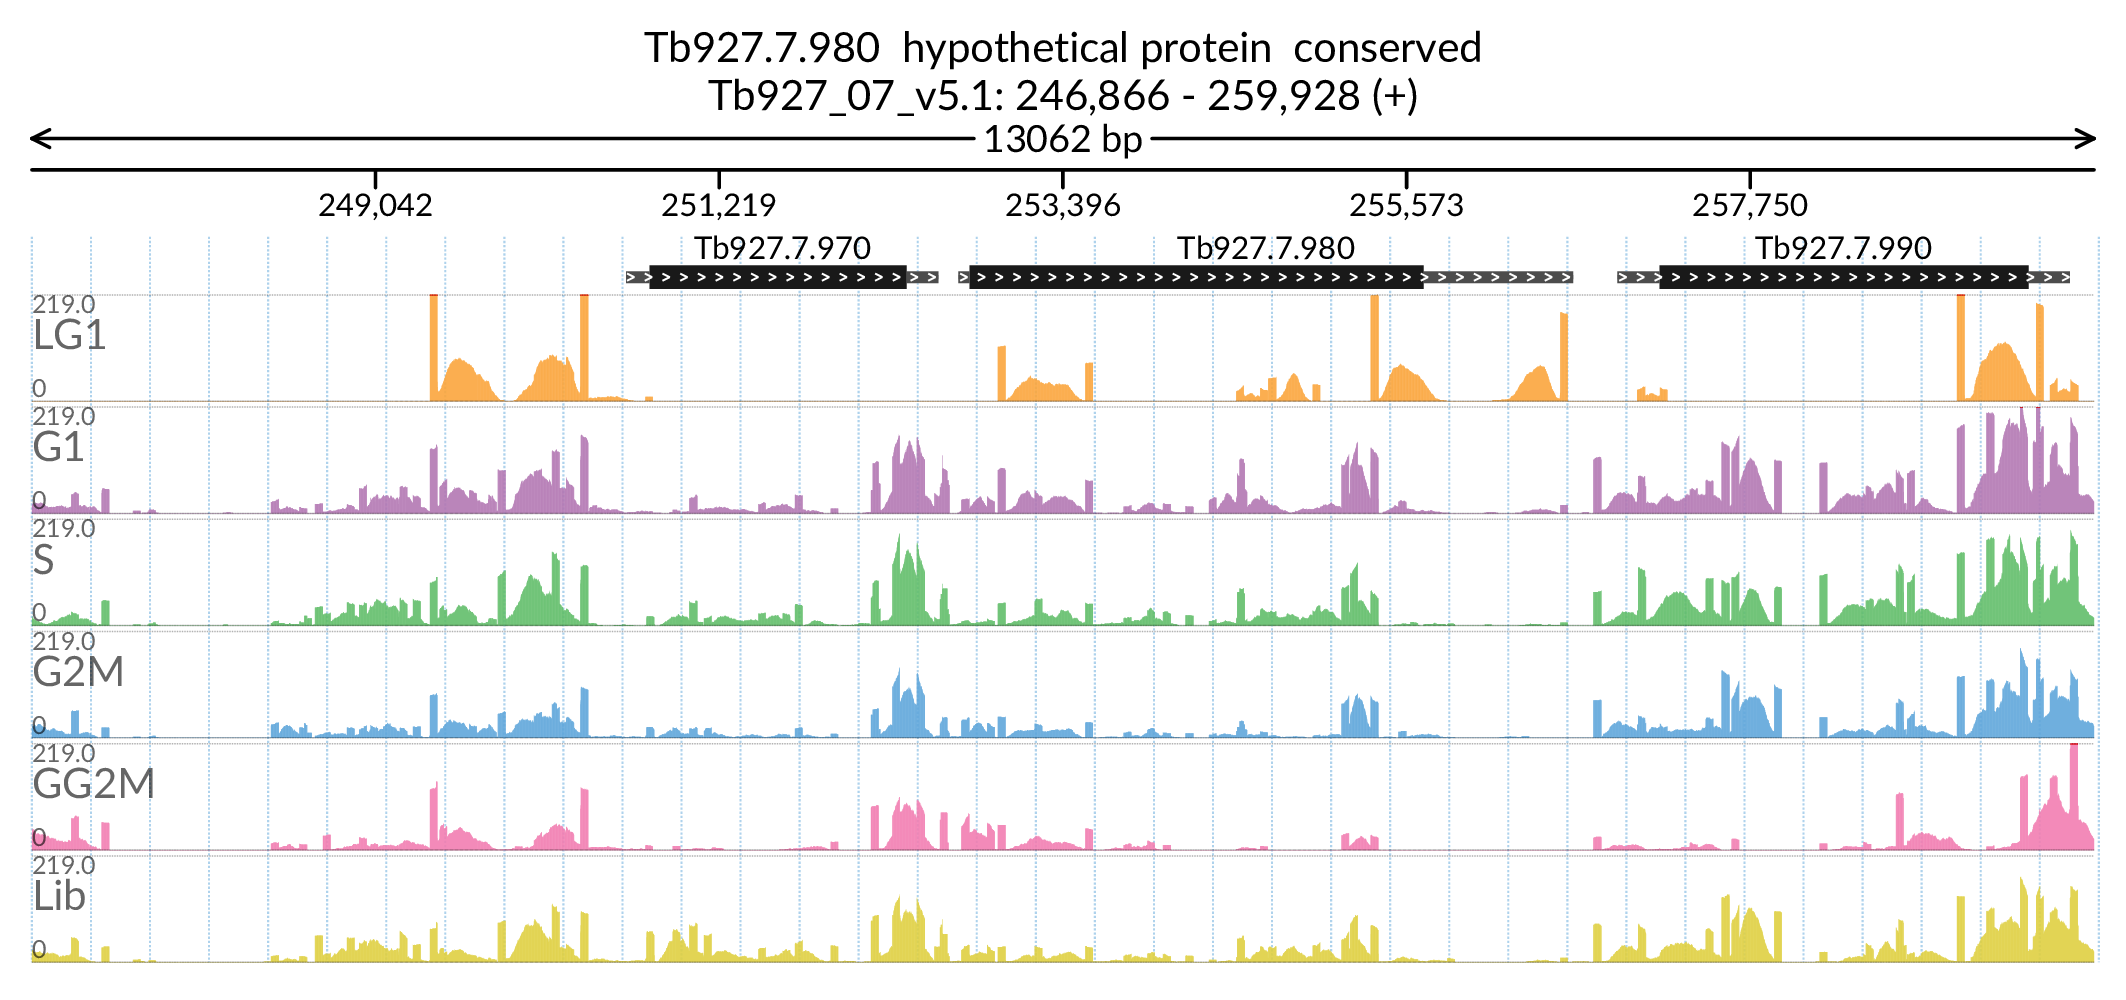 Tb927.7.980 hypothetical protein conserved
Tb927_07_v5.1: 246,866 - 259,928 (+)
13062 bp
249,042 251,219 253,396 255,573 257,750
Tb927.7.970 Tb927.7.980 Tb927.7.990
219.0
LG1
0
219.0
G1
0
219.0
S
0
219.0
G2M
0
219.0
GG2M
0
219.0
Lib
0